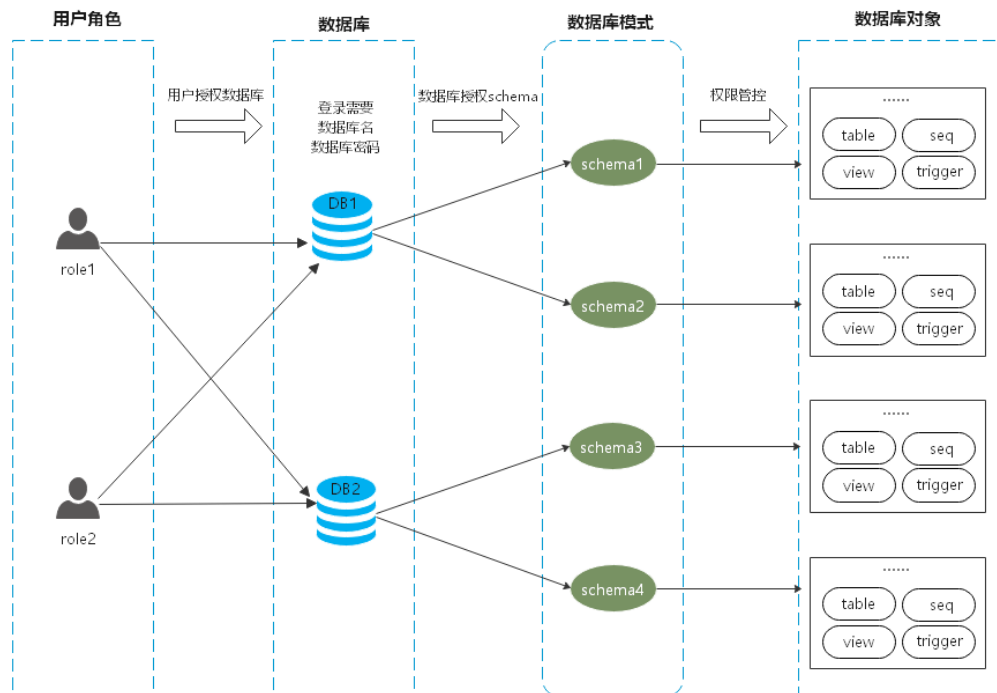 用户角色
数据库
数据库模式
数据库对象
用户授权数据库
登录需要
数据库名
数据库密码
数据库授权schema
权限管控
role1
role2
DB1
DB2
schema1
schema2
schema3
schema4
......
table
seq
view
trigger
......
table
seq
view
trigger
......
table
seq
view
trigger
......
table
seq
view
trigger